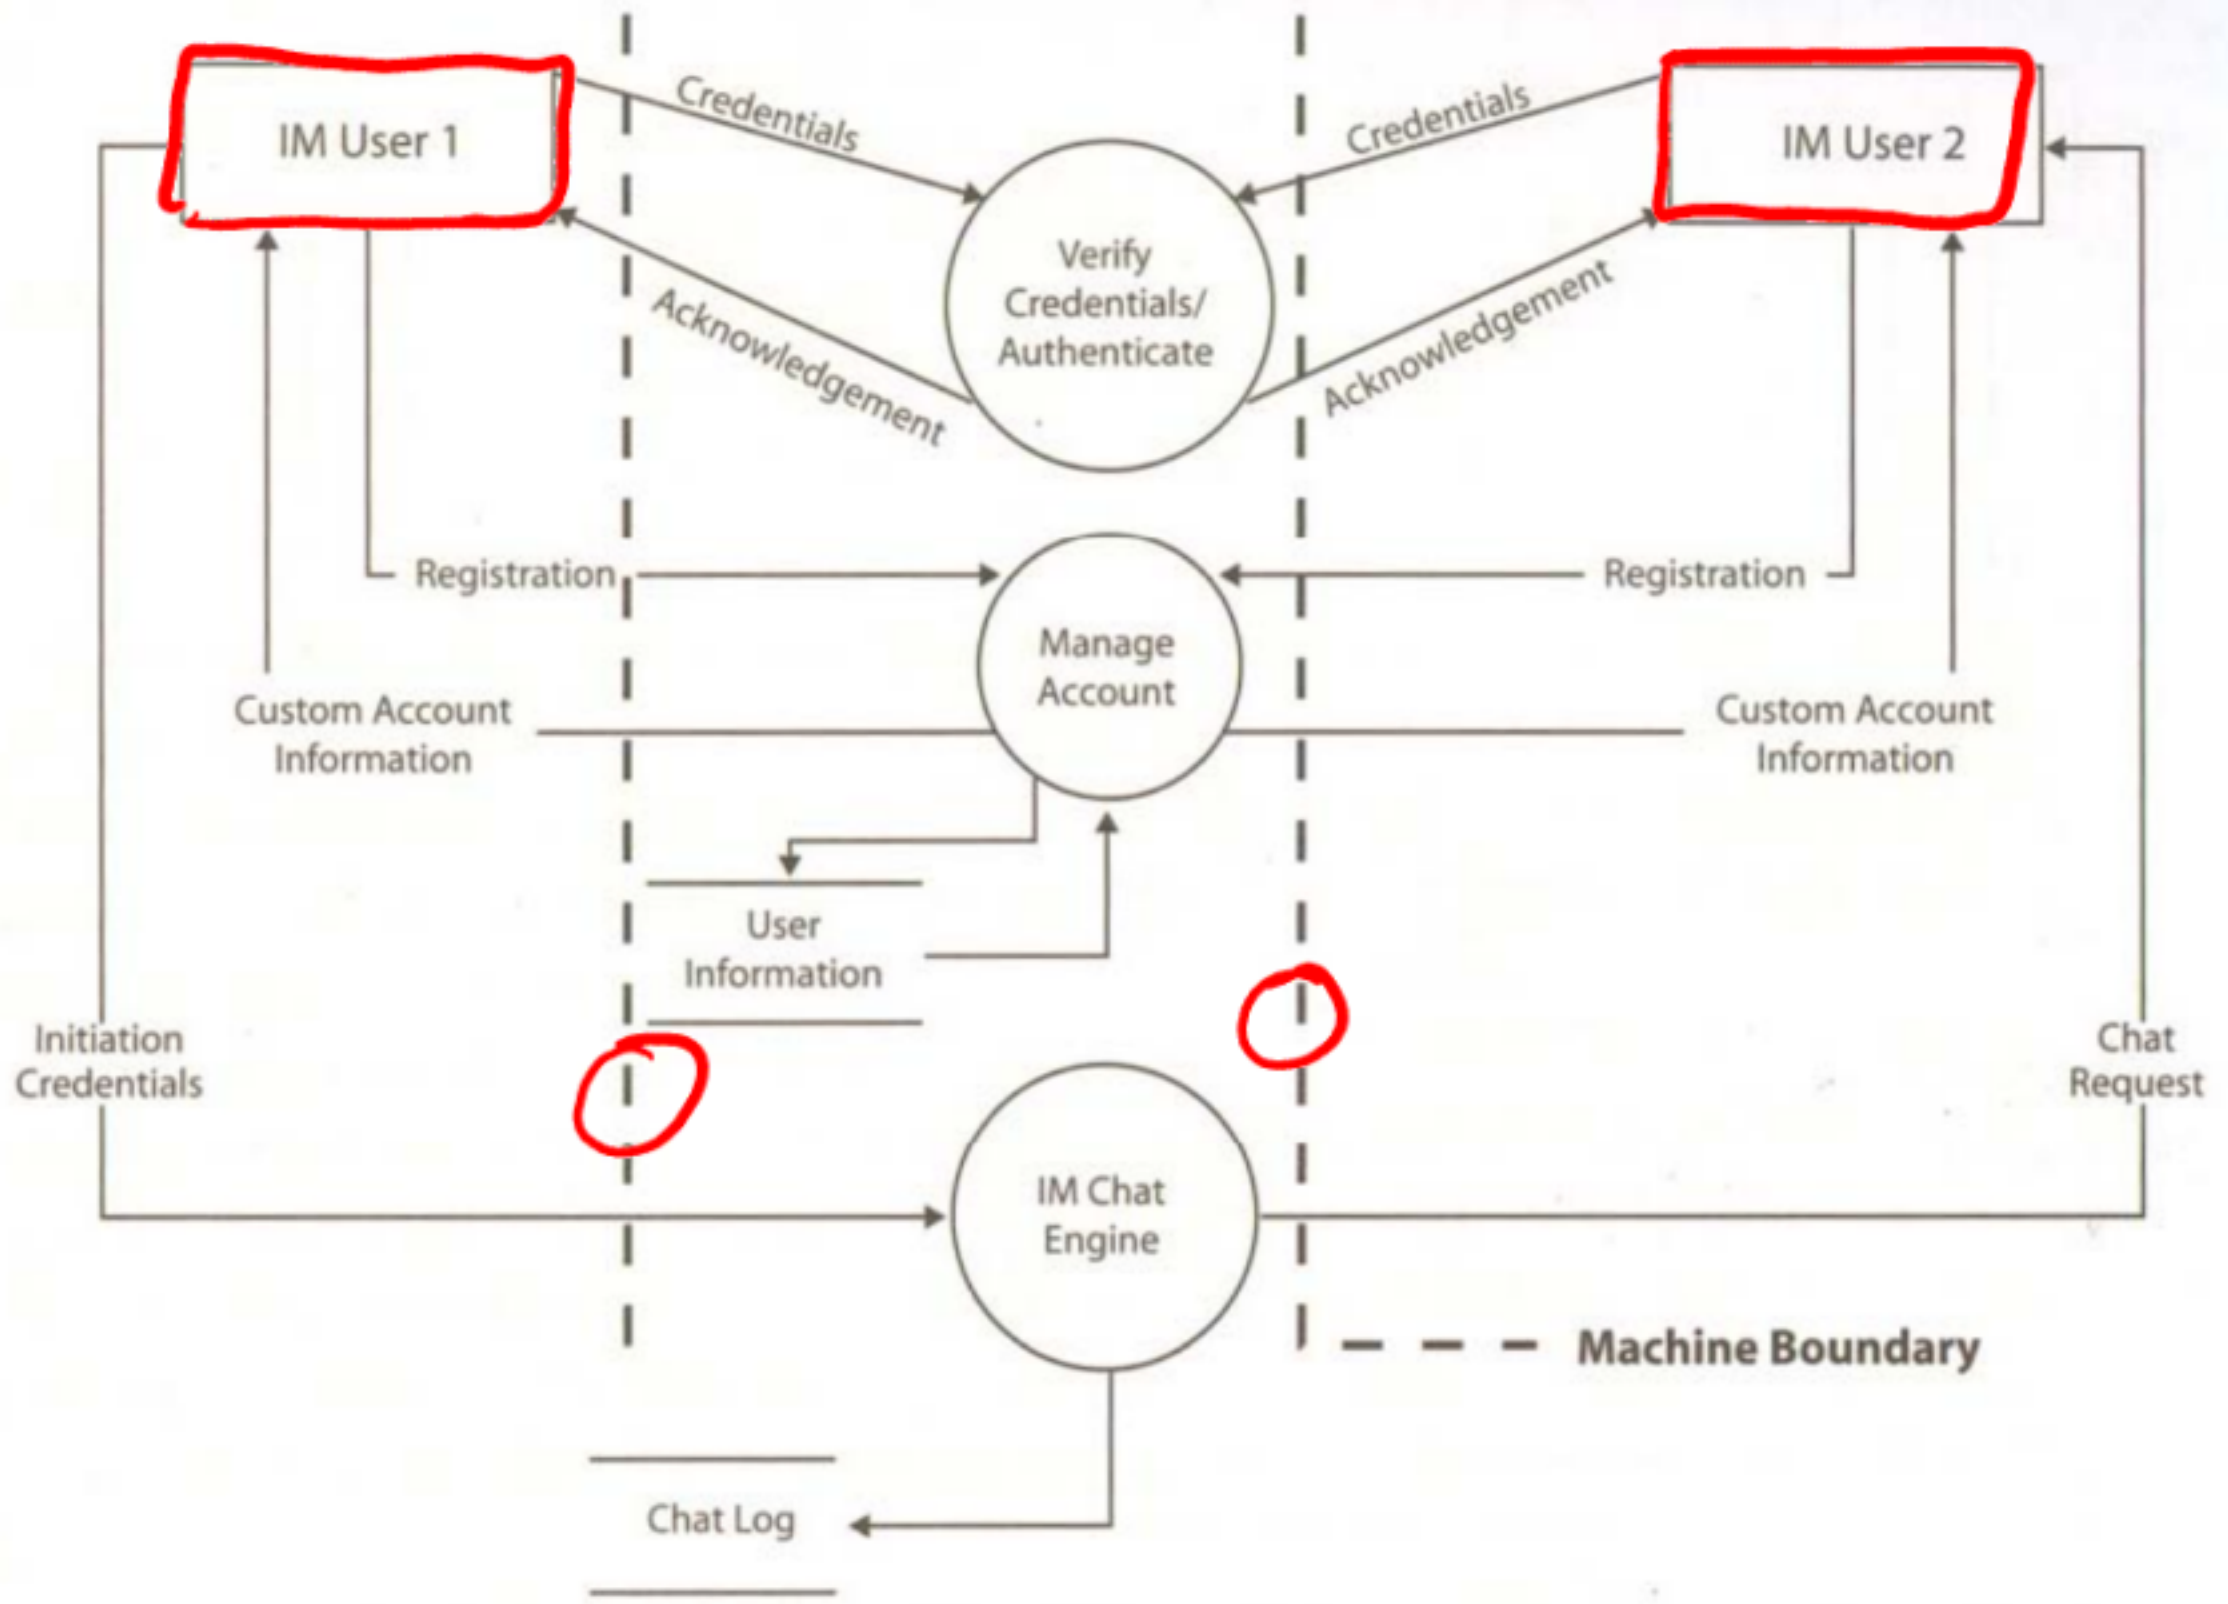 IM User 1
Credentials
Credentials
IM User 2
Verify
Credentials/
Authenticate
Acknowledgement
Acknowledgement
Registration
Registration
Manage
Account
Custom Account
Information
Custom Account
Information
User
Information
Initiation
Credentials
Chat
Request
IM Chat
Engine
Machine Boundary
Chat Log